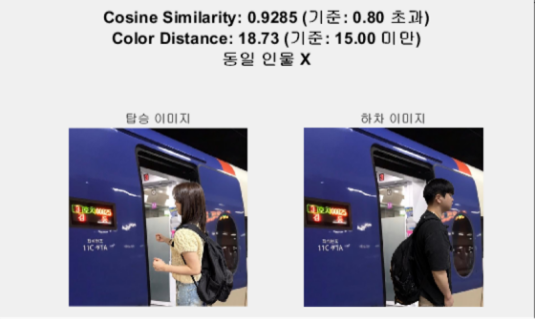 Cosine Similarity: 0.9285 (기준: 0.80 초과)
Color Distance: 18.73 (기준: 15.00 미만)
동일 인물 X
탑승 이미지
하차 이미지